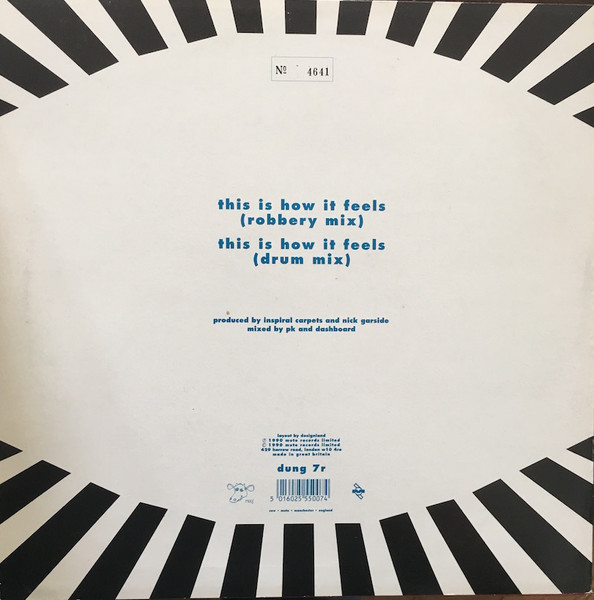 Nº 4641
this is how it feels
(robbery mix)
this is how it feels
(drum mix)
produced by inspiral carpets and nick garside
mixed by pk and dashboard
layout by designland
℗ 1990 mute records limited
© 1990 mute records limited
429 harrow road, london w10 4re
made in great britain
dung 7r
5 016025 550074
cow - mute - manchester - england